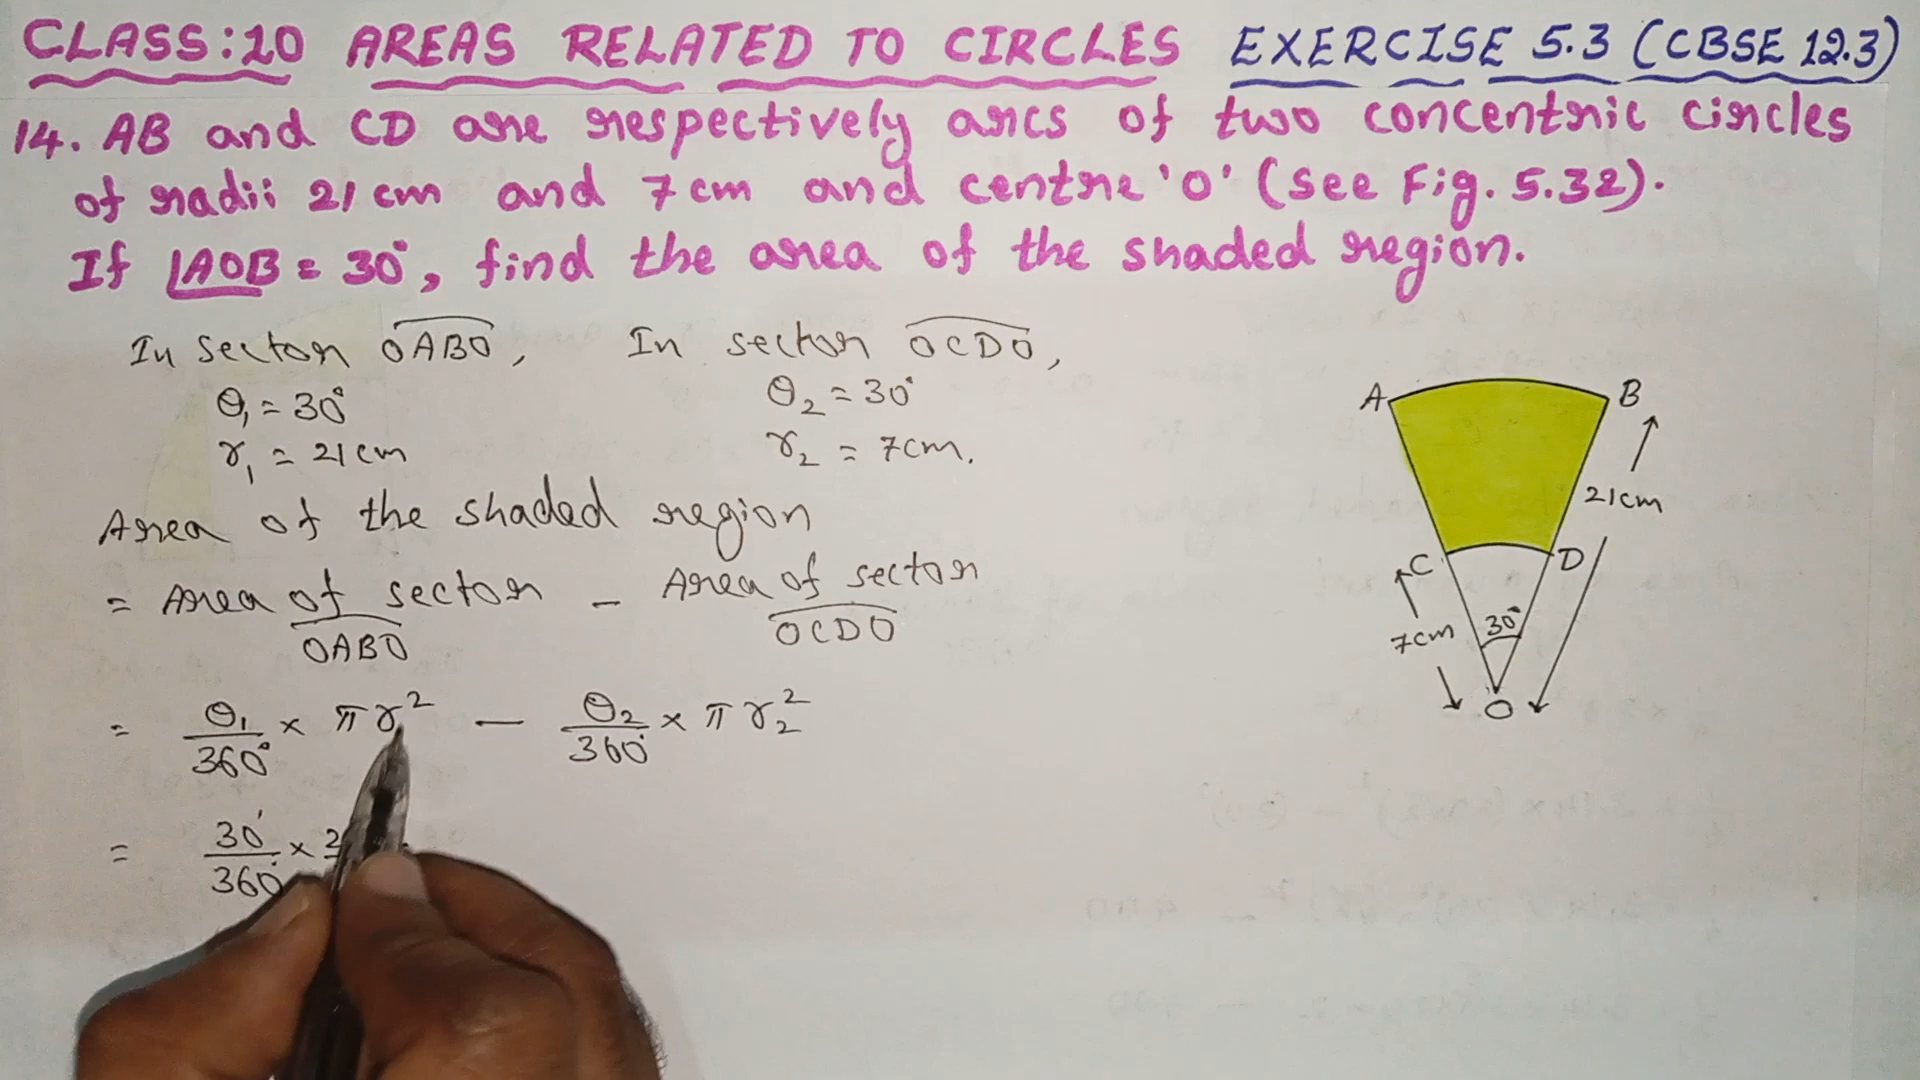 CLASS:10 AREAS RELATED TO CIRCLES EXERCISE 5.3 (CBSE 12.3)
14. AB and CD are respectively arcs of two concentric circles
of radii 21 cm and 7 cm and centre 'O' (see Fig. 5.32).
If ∠AOB = 30°, find the area of the shaded region.
In sector OABO, In sector OCDO,
θ₁ = 30° θ₂ = 30°
r₁ = 21 cm r₂ = 7cm.
Area of the shaded region
= Area of sector OABO - Area of sector OCDO
= θ₁/360° × πr² - θ₂/360° × πr₂²
= 30°/360° ×
A B
21cm
C D
7cm 30°
O